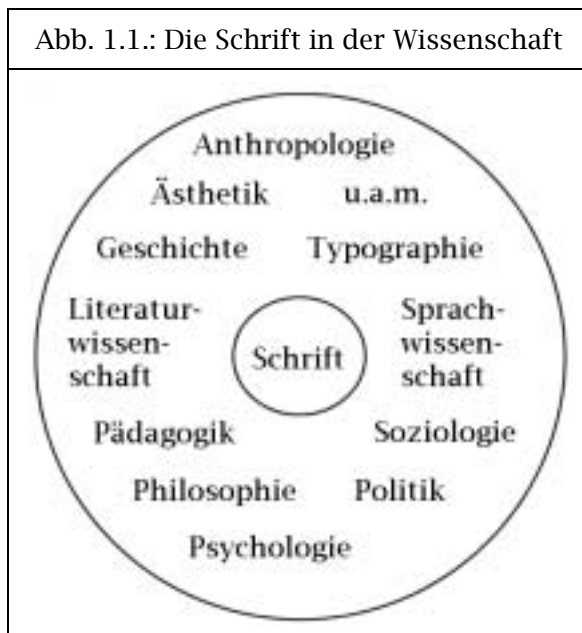 Abb. 1.1.: Die Schrift in der Wissenschaft
Anthropologie
Ästhetik u.a.m.
Geschichte Typographie
Literatur-
wissen-
schaft
Schrift
Sprach-
wissen-
schaft
Pädagogik Soziologie
Philosophie Politik
Psychologie